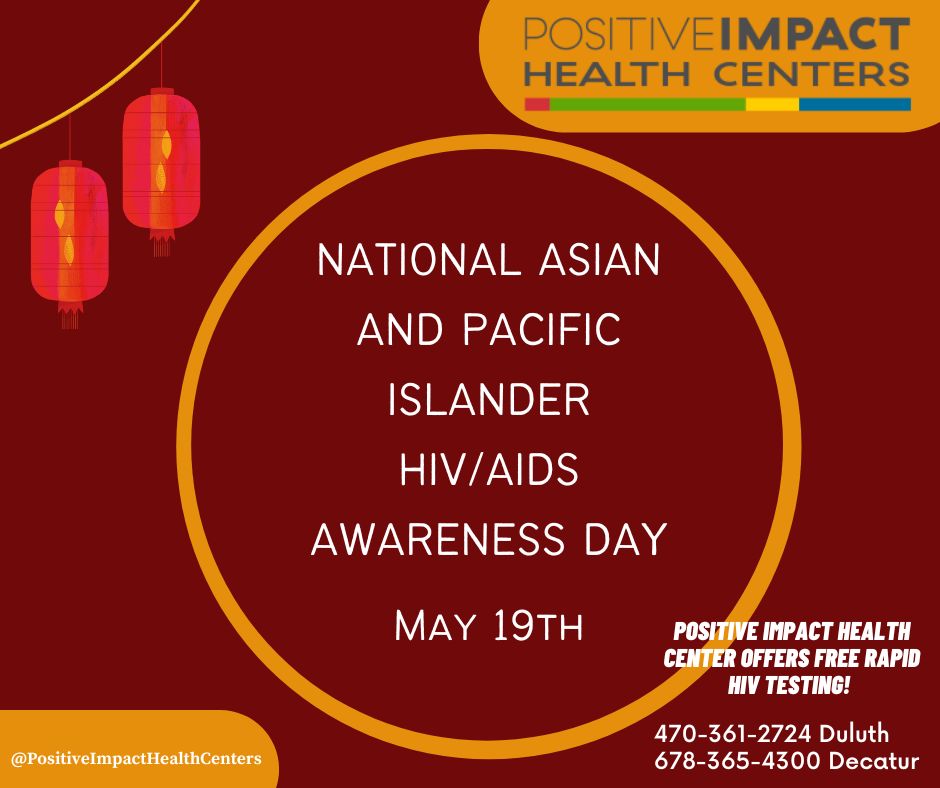 POSITIVEIMPACT
HEALTH CENTERS
NATIONAL ASIAN
AND PACIFIC
ISLANDER
HIV/AIDS
AWARENESS DAY
MAY 19TH
POSITIVE IMPACT HEALTH
CENTER OFFERS FREE RAPID
HIV TESTING!
470-361-2724 Duluth
678-365-4300 Decatur
@PositiveImpactHealthCenters